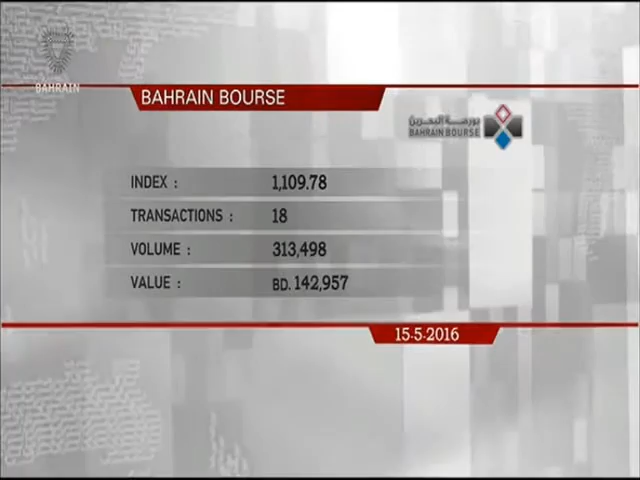 BAHRAIN
BAHRAIN BOURSE
بورصة البحرين
BAHRAIN BOURSE
INDEX : 1,109.78
TRANSACTIONS : 18
VOLUME : 313,498
VALUE : BD. 142,957
15-5-2016